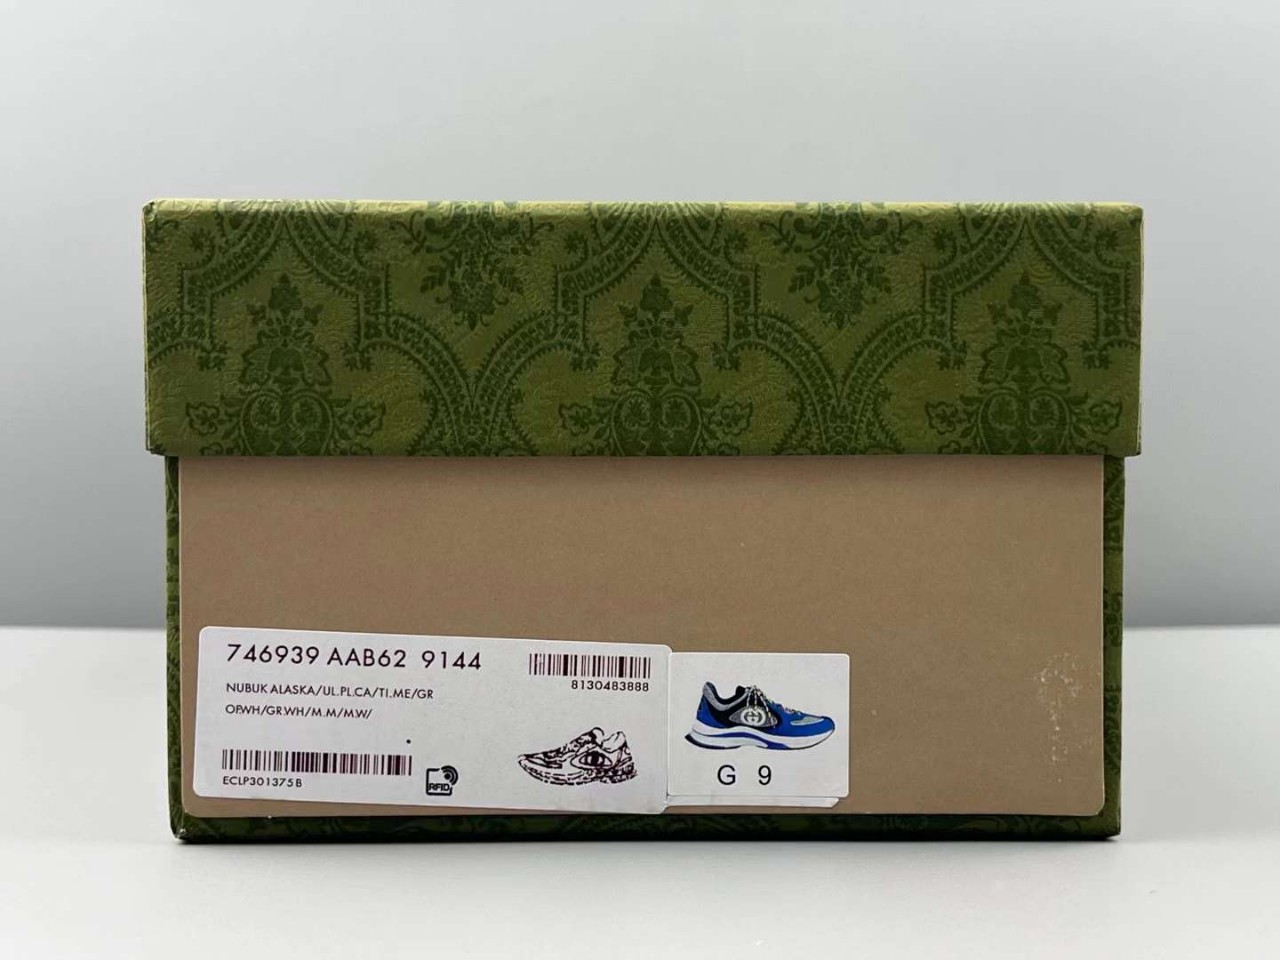 746939 AAB62 9144
8130483888
NUBUK ALASKA/UL.PL.CA/TI.ME/GR
OP.WH/GR.WH/M.M/M.W/
ECLP301375B
RFID
G 9